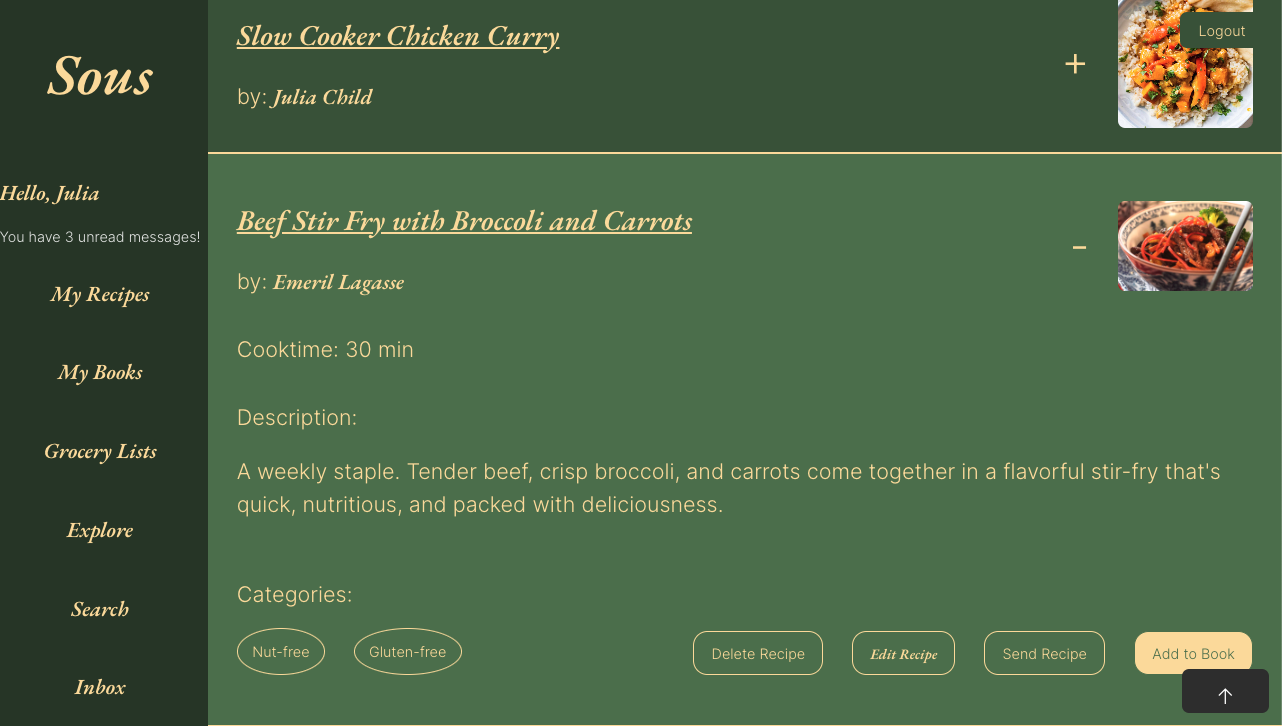 Sous
Hello, Julia
You have 3 unread messages!
My Recipes
My Books
Grocery Lists
Explore
Search
Inbox
Logout
Slow Cooker Chicken Curry
+
by: Julia Child
Beef Stir Fry with Broccoli and Carrots
-
by: Emeril Lagasse
Cooktime: 30 min
Description:
A weekly staple. Tender beef, crisp broccoli, and carrots come together in a flavorful stir-fry that's
quick, nutritious, and packed with deliciousness.
Categories:
Nut-free Gluten-free Delete Recipe Edit Recipe Send Recipe Add to Book
↑